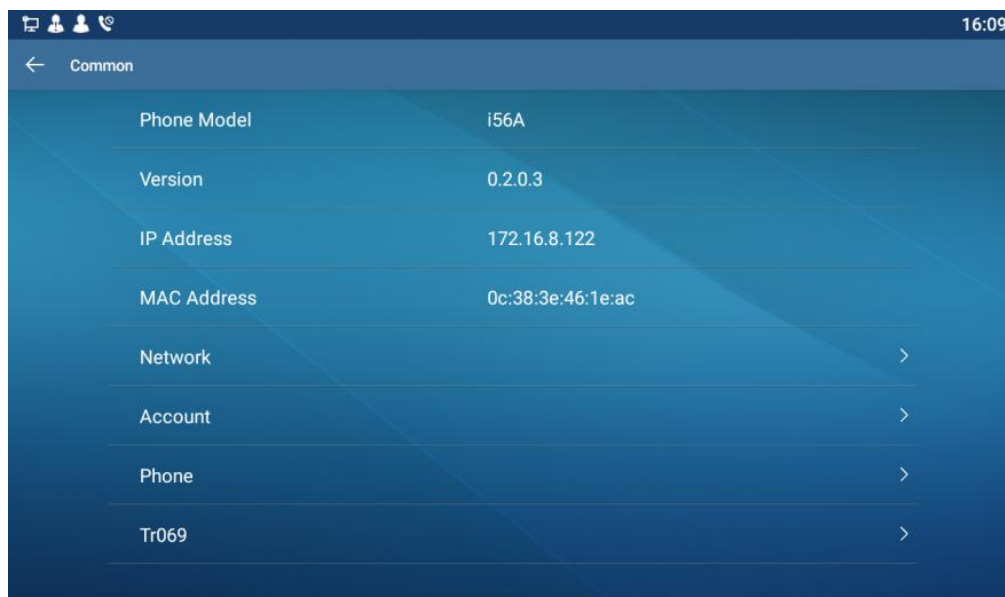 16:09
Common
Phone Model i56A
Version 0.2.0.3
IP Address 172.16.8.122
MAC Address 0c:38:3e:46:1e:ac
Network
Account
Phone
Tr069